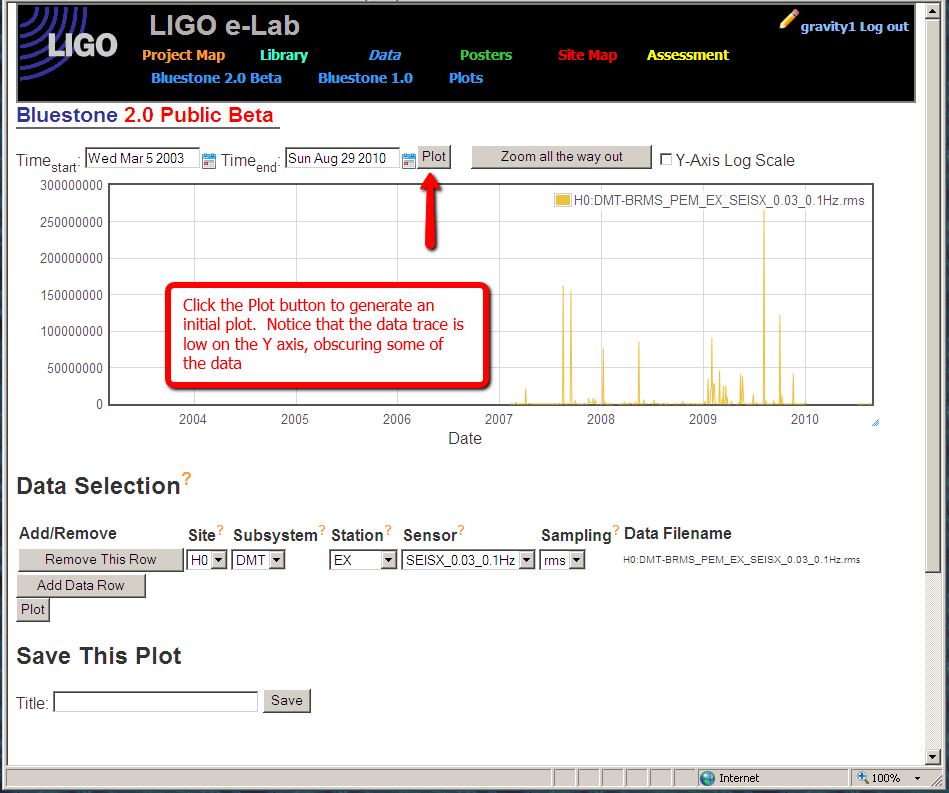 LIGO
LIGO e-Lab
gravity1 Log out
Project Map Library Data Posters Site Map Assessment
Bluestone 2.0 Beta Bluestone 1.0 Plots
Bluestone 2.0 Public Beta
Timestart: Wed Mar 5 2003 Timeend: Sun Aug 29 2010 Plot Zoom all the way out Y-Axis Log Scale
300000000
H0:DMT-BRMS_PEM_EX_SEISX_0.03_0.1Hz.rms
250000000
200000000
150000000
100000000
50000000
0
Click the Plot button to generate an
initial plot. Notice that the data trace is
low on the Y axis, obscuring some of
the data
2004 2005 2006 2007 2008 2009 2010
Date
Data Selection?
Add/Remove Site? Subsystem? Station? Sensor? Sampling? Data Filename
Remove This Row H0 DMT EX SEISX_0.03_0.1Hz rms H0:DMT-BRMS_PEM_EX_SEISX_0.03_0.1Hz.rms
Add Data Row
Plot
Save This Plot
Title: Save
Internet 100%